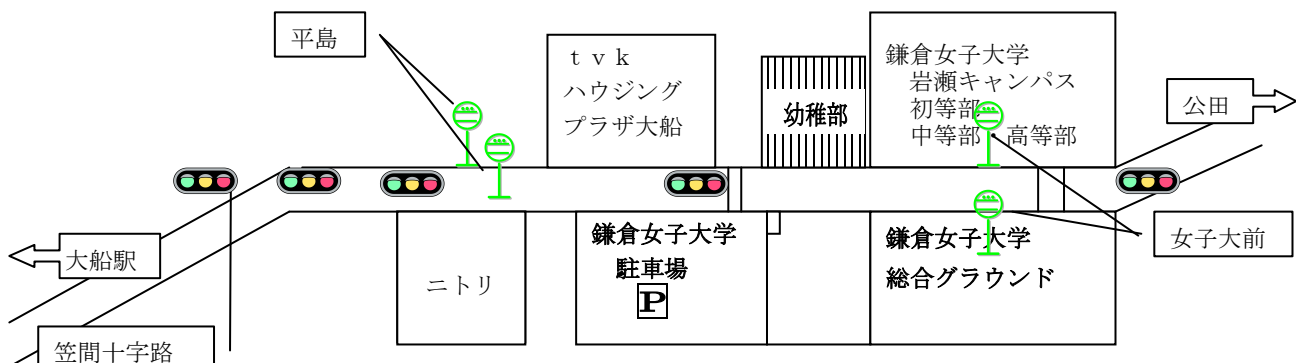 平島
ｔｖｋ
ハウジング
プラザ大船
幼稚部
鎌倉女子大学
岩瀬キャンパス
初等部
中等部・高等部
公田
大船駅
ニトリ
鎌倉女子大学
駐車場
P
鎌倉女子大学
総合グラウンド
女子大前
笠間十字路